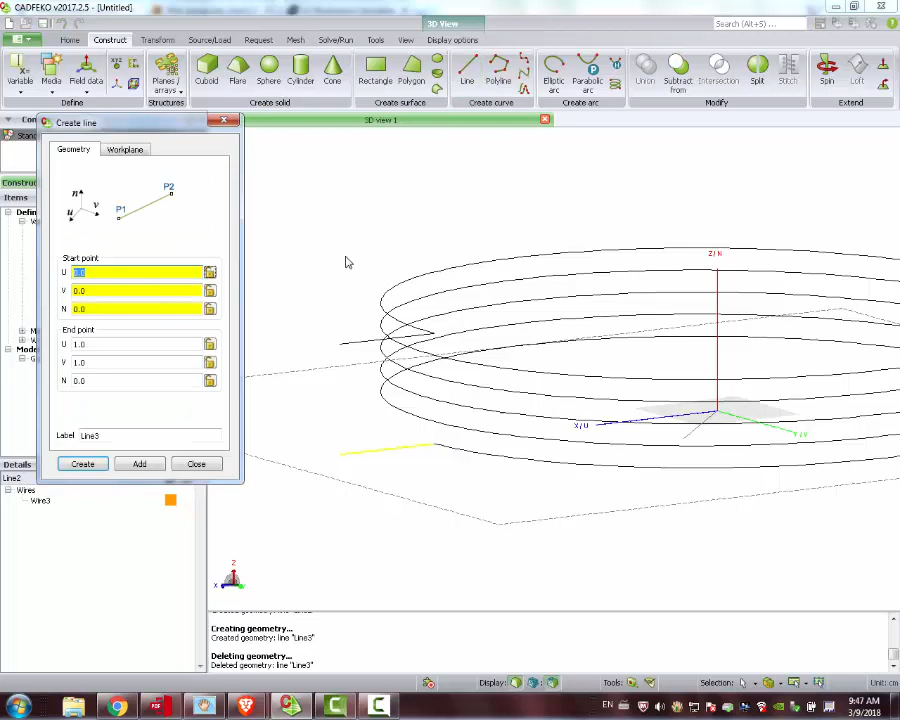 CADFEKO v2017.2.5 - [Untitled]
3D View
Home Construct Transform Source/Load Request Mesh Solve/Run Tools View Display options
Search (Alt+S) ...
Variable Media Field data Planes / arrays Cuboid Flare Sphere Cylinder Cone Rectangle Polygon Line Polyline Elliptic arc Parabolic arc Union Subtract from Intersection Split Stitch Spin Loft
Define Structures Create solid Create surface Create curve Create arc Modify Extend
3D view 1
Create line
Geometry Workplane
n
v
u
P1
P2
Start point
U 0.0
V 0.0
N 0.0
End point
U 1.0
V 1.0
N 0.0
Label Line3
Create Add Close
Items
Details
Line2
Wires
Wire3
Z/N
X/U
Y/V
Z
X
Creating geometry...
Created geometry: line "Line3"
Deleting geometry...
Deleted geometry: line "Line3"
Display: Tools: Selection: Unit: cm
EN
9:47 AM
3/9/2018